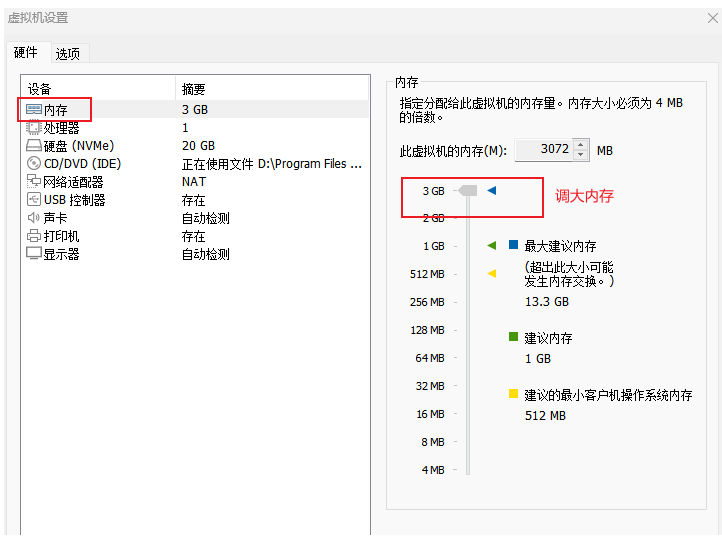 虚拟机设置
硬件 选项
设备 摘要
内存 3 GB
处理器 1
硬盘 (NVMe) 20 GB
CD/DVD (IDE) 正在使用文件 D:\Program Files ...
网络适配器 NAT
USB 控制器 存在
声卡 自动检测
打印机 存在
显示器 自动检测
内存
指定分配给此虚拟机的内存量。内存大小必须为 4 MB
的倍数。
此虚拟机的内存(M): 3072 MB
3 GB
调大内存
2 GB
1 GB
512 MB
256 MB
128 MB
64 MB
32 MB
16 MB
8 MB
4 MB
最大建议内存
(超出此大小可能
发生内存交换。)
13.3 GB
建议内存
1 GB
建议的最小客户机操作系统内存
512 MB